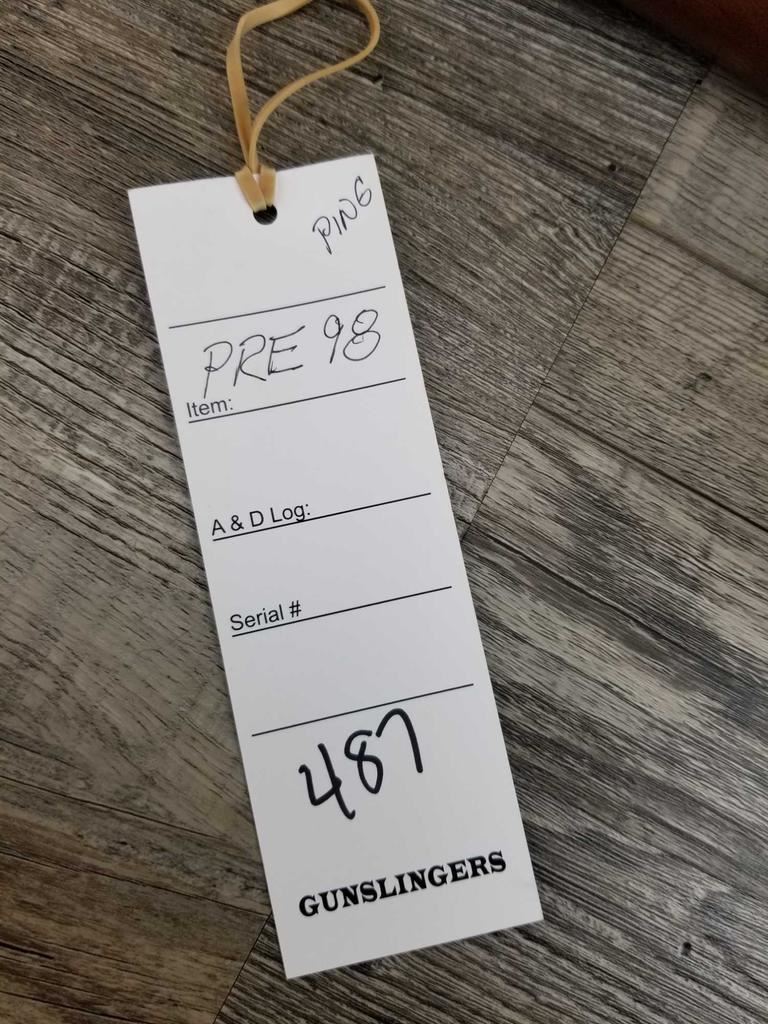 PING
PRE 98
Item:
A & D Log:
Serial #
487
GUNSLINGERS